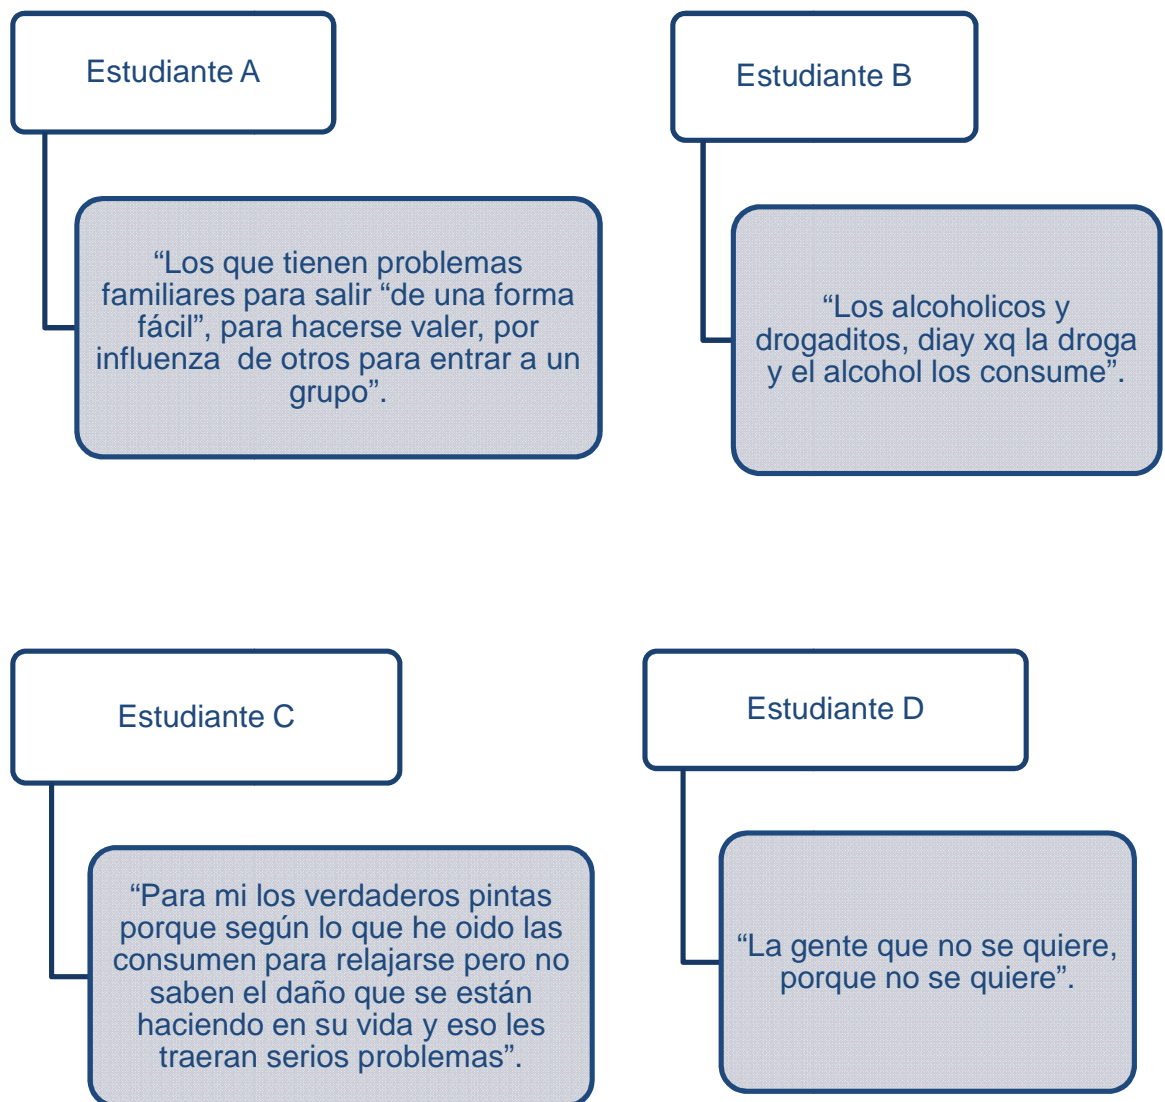 Estudiante A
“Los que tienen problemas
familiares para salir “de una forma
fácil”, para hacerse valer, por
influenza  de otros para entrar a un
grupo”.
Estudiante B
“Los alcoholicos y
drogaditos, diay xq la droga
y el alcohol los consume”.
Estudiante C
“Para mi los verdaderos pintas
porque según lo que he oido las
consumen para relajarse pero no
saben el daño que se están
haciendo en su vida y eso les
traeran serios problemas”.
Estudiante D
“La gente que no se quiere,
porque no se quiere”.